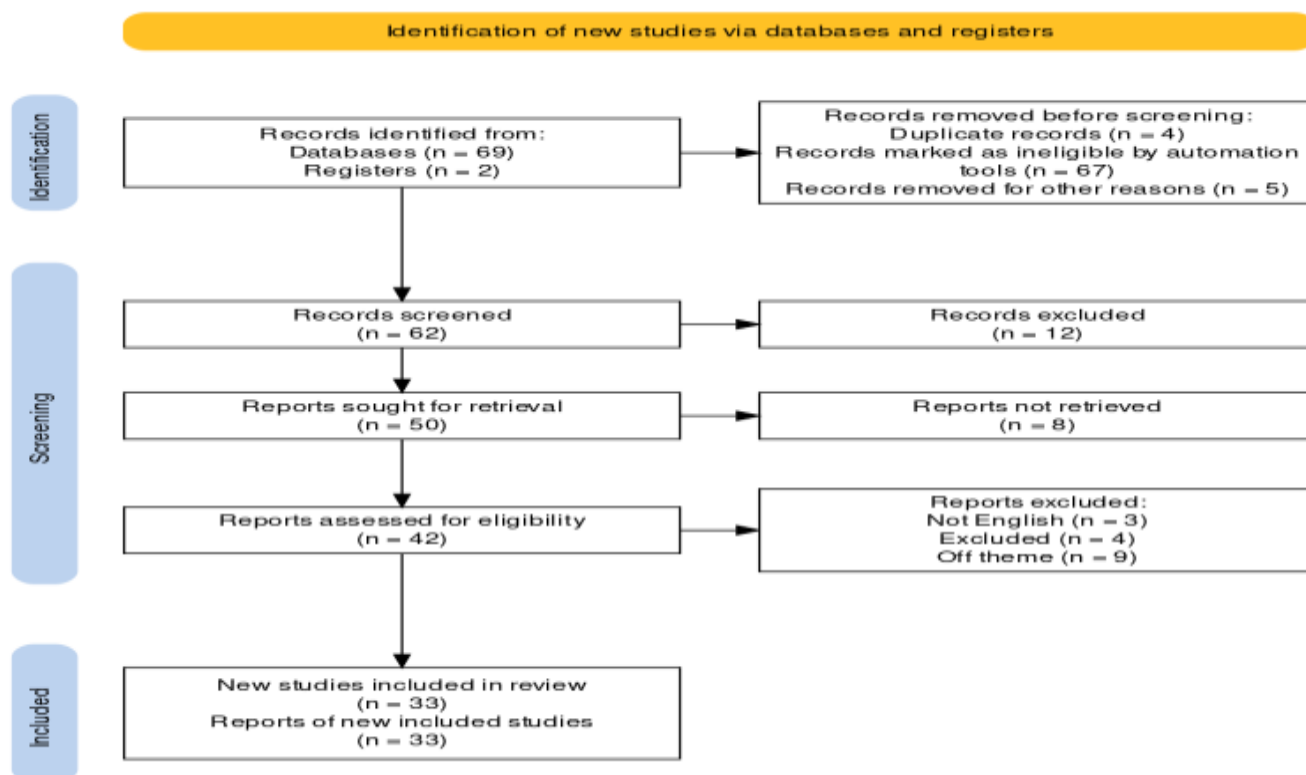 Identification of new studies via databases and registers
Identification
Records identified from:
Databases (n = 69)
Registers (n = 2)
Records removed before screening:
Duplicate records (n = 4)
Records marked as ineligible by automation
tools (n = 67)
Records removed for other reasons (n = 5)
Screening
Records screened
(n = 62)
Records excluded
(n = 12)
Reports sought for retrieval
(n = 50)
Reports not retrieved
(n = 8)
Reports assessed for eligibility
(n = 42)
Reports excluded:
Not English (n = 3)
Excluded (n = 4)
Off theme (n = 9)
Included
New studies included in review
(n = 33)
Reports of new included studies
(n = 33)